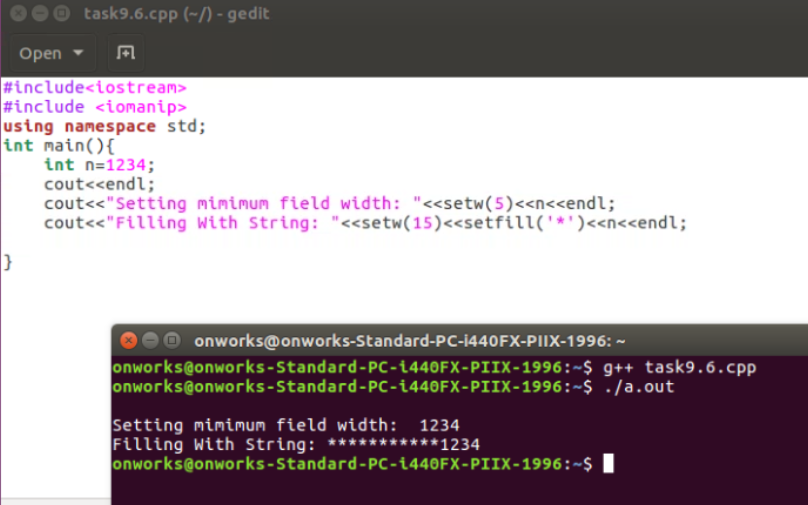 task9.6.cpp (~/) - gedit
Open
#include<iostream>
#include <iomanip>
using namespace std;
int main(){
    int n=1234;
    cout<<endl;
    cout<<"Setting mimimum field width: "<<setw(5)<<n<<endl;
    cout<<"Filling With String: "<<setw(15)<<setfill('*')<<n<<endl;
}
onworks@onworks-Standard-PC-i440FX-PIIX-1996: ~
onworks@onworks-Standard-PC-i440FX-PIIX-1996:~$ g++ task9.6.cpp
onworks@onworks-Standard-PC-i440FX-PIIX-1996:~$ ./a.out
Setting mimimum field width:  1234
Filling With String: ***********1234
onworks@onworks-Standard-PC-i440FX-PIIX-1996:~$